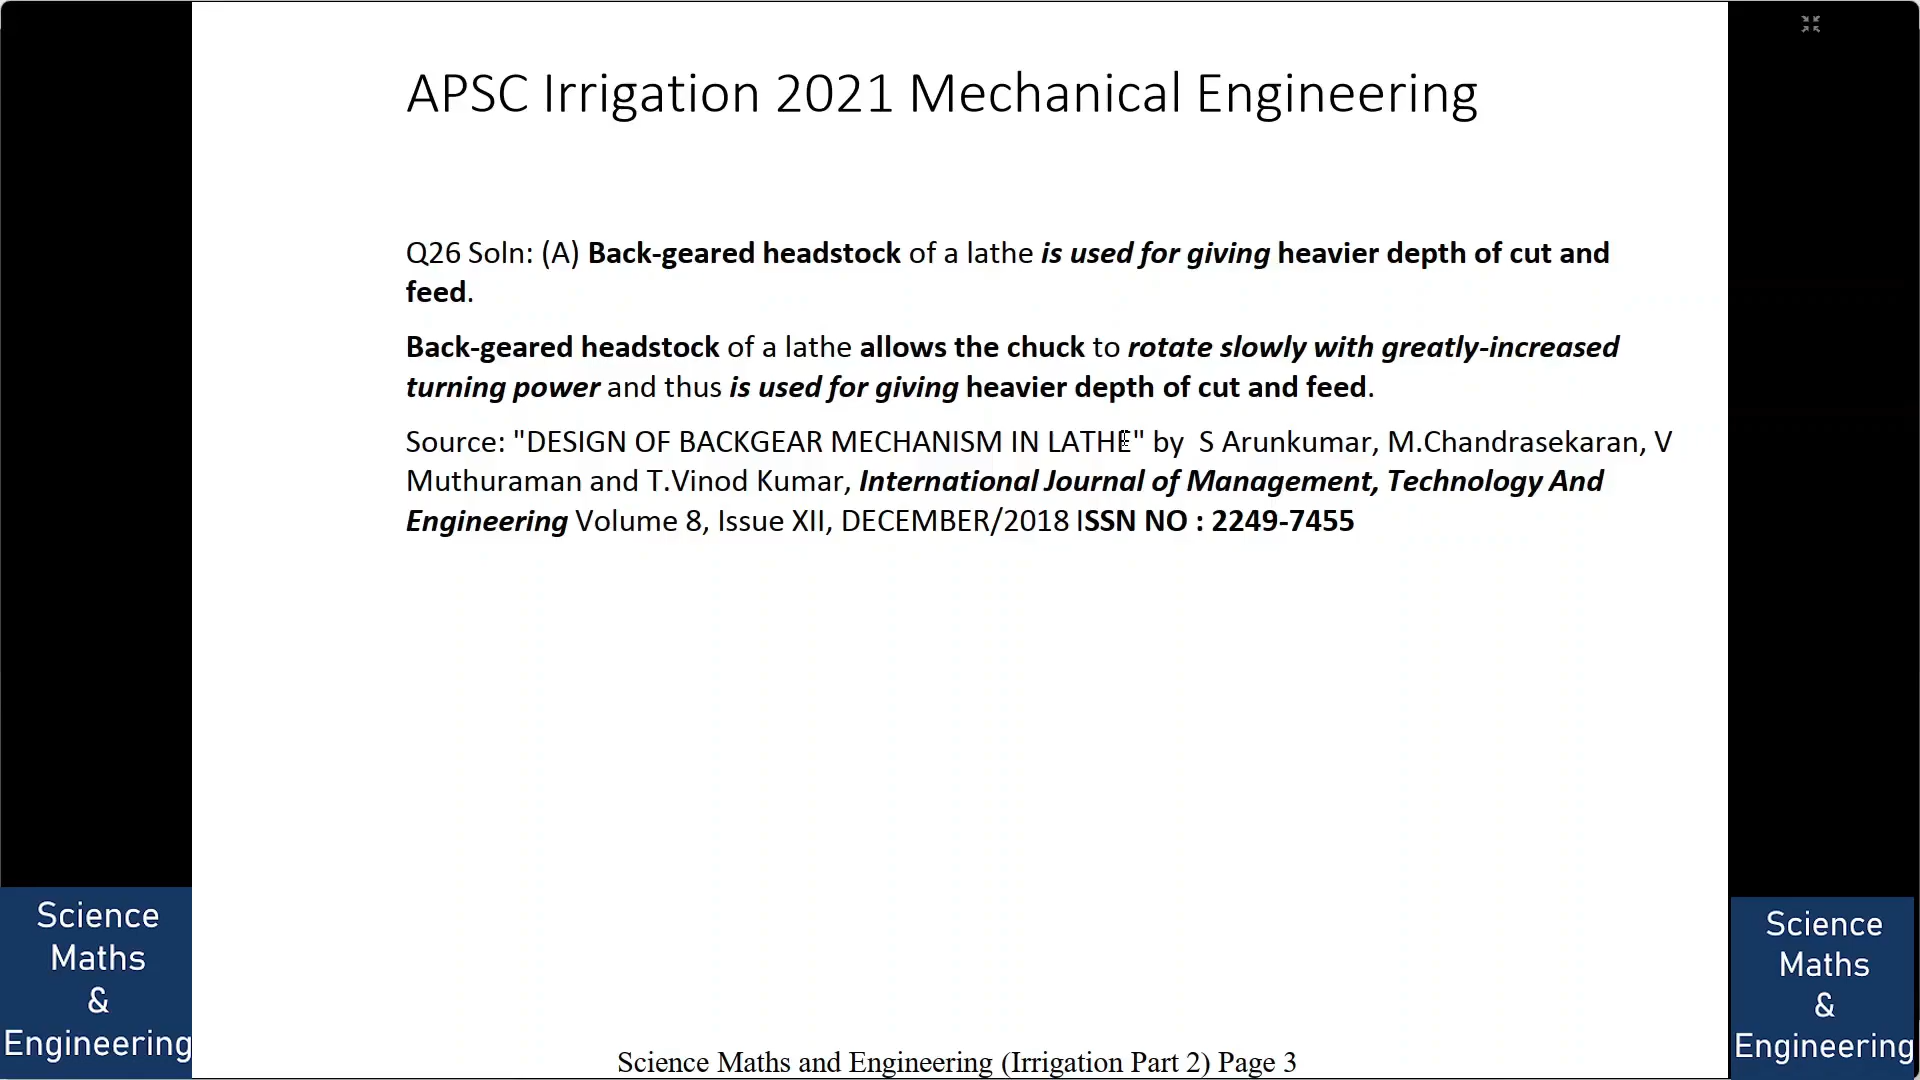 APSC Irrigation 2021 Mechanical Engineering
Q26 Soln: (A) Back-geared headstock of a lathe is used for giving heavier depth of cut and
feed.
Back-geared headstock of a lathe allows the chuck to rotate slowly with greatly-increased
turning power and thus is used for giving heavier depth of cut and feed.
Source: "DESIGN OF BACKGEAR MECHANISM IN LATHE" by  S Arunkumar, M.Chandrasekaran, V
Muthuraman and T.Vinod Kumar, International Journal of Management, Technology And
Engineering Volume 8, Issue XII, DECEMBER/2018 ISSN NO : 2249-7455
Science
Maths
&
Engineering
Science
Maths
&
Engineering
Science Maths and Engineering (Irrigation Part 2) Page 3